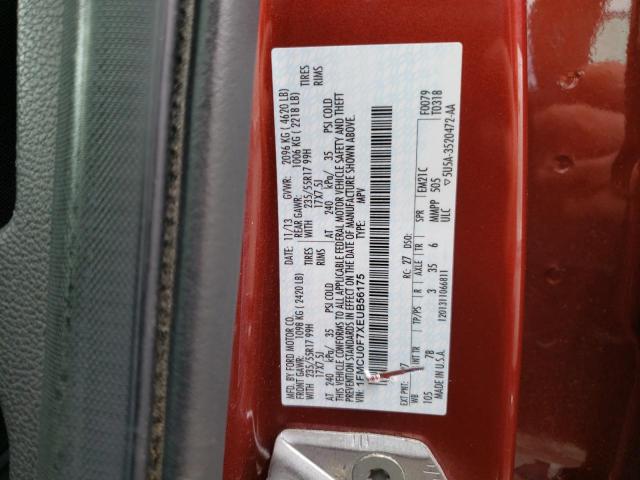 MFD. BY FORD MOTOR CO.
DATE: 11/13 GVWR: 2096 KG ( 4620 LB)
FRONT GAWR: 1098 KG (2420 LB) REAR GAWR: 1006 KG ( 2218 LB)
WITH 235/55R17 99H TIRES WITH 235/55R17 99H TIRES
17X7.5J RIMS 17X7.5J RIMS
AT 240 kPa/ 35 PSI COLD AT 240 kPa/ 35 PSI COLD
THIS VEHICLE CONFORMS TO ALL APPLICABLE FEDERAL MOTOR VEHICLE SAFETY AND THEFT
PREVENTION STANDARDS IN EFFECT ON THE DATE OF MANUFACTURE SHOWN ABOVE.
VIN: 1FMCU0F7XEUB56175 TYPE: MPV
EXT PNT: RC: 27 DSO: F0079
WB INT TR TP/PS R AXLE TR SPR EM21C T0318
105 7B 3 35 6 MMPP 505
ULC
1201311066811 5U5A-3520472-AA